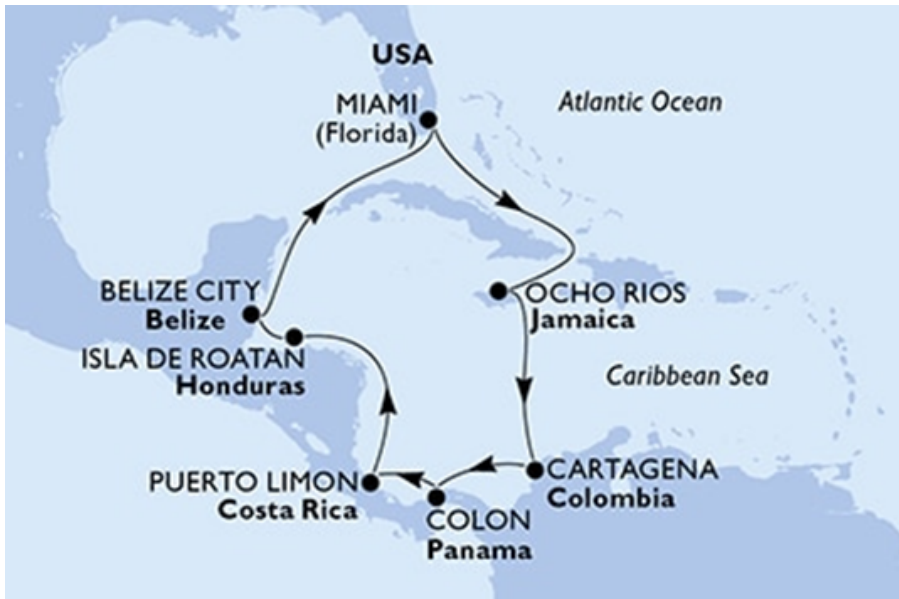 USA
MIAMI
(Florida)
Atlantic Ocean
BELIZE CITY
Belize
OCHO RIOS
Jamaica
ISLA DE ROATAN
Honduras
Caribbean Sea
PUERTO LIMON
Costa Rica
CARTAGENA
Colombia
COLON
Panama